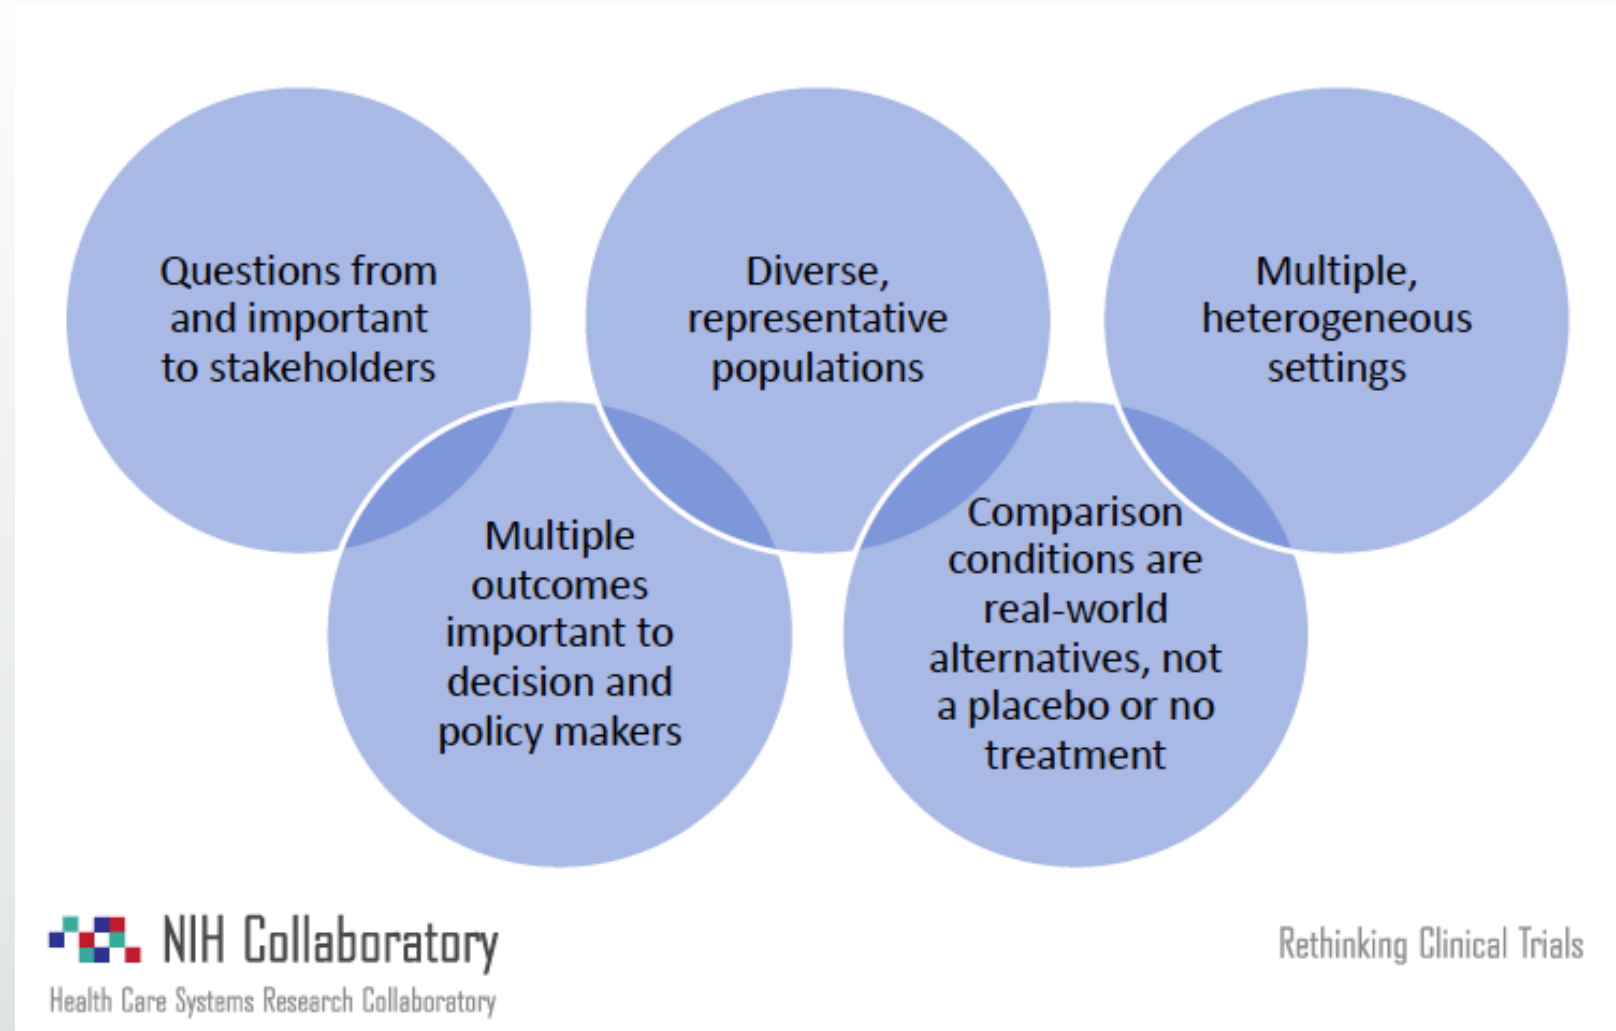 Questions from
and important
to stakeholders
Multiple
outcomes
important to
decision and
policy makers
Diverse,
representative
populations
Comparison
conditions are
real-world
alternatives, not
a placebo or no
treatment
Multiple,
heterogeneous
settings
NIH Collaboratory
Health Care Systems Research Collaboratory
Rethinking Clinical Trials